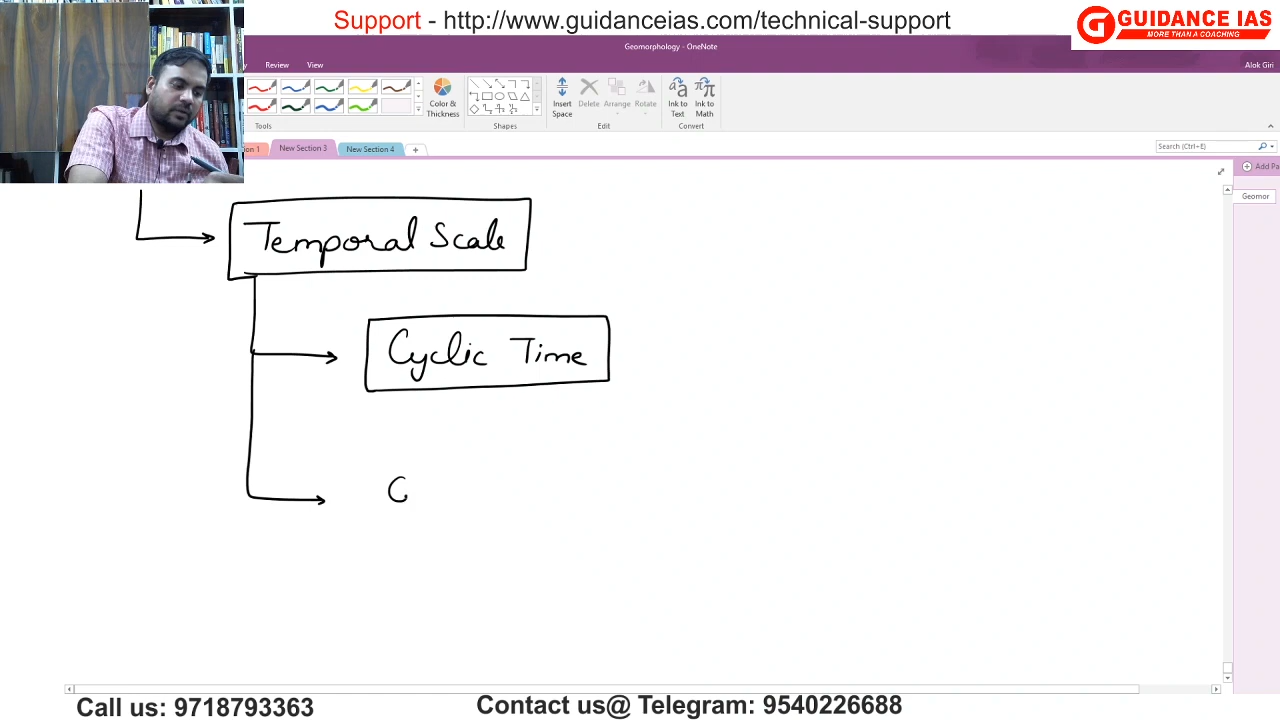 Support - http://www.guidanceias.com/technical-support
GUIDANCE IAS
MORE THAN A COACHING
Geomorphology - OneNote
Alok Giri
Review View
Color & Thickness
Insert Space
Delete Arrange Rotate
Ink to Text
Ink to Math
Tools Shapes Edit Convert
New Section 3 New Section 4 +
Search (Ctrl+E)
Add Pa
Geomor
Temporal Scale
Cyclic Time
G
Call us: 9718793363
Contact us@ Telegram: 9540226688